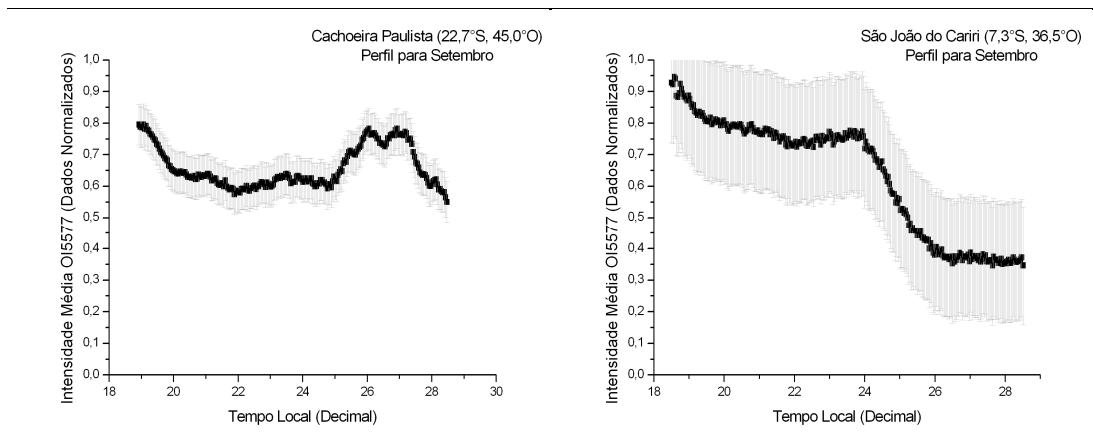 Cachoeira Paulista (22,7°S, 45,0°O)
Perfil para Setembro
Intensidade Média OI5577 (Dados Normalizados)
1,0
0,9
0,8
0,7
0,6
0,5
0,4
0,3
0,2
0,1
0,0
18 20 22 24 26 28 30
Tempo Local (Decimal)
São João do Cariri (7,3°S, 36,5°O)
Perfil para Setembro
Intensidade Média OI5577 (Dados Normalizados)
1,0
0,9
0,8
0,7
0,6
0,5
0,4
0,3
0,2
0,1
0,0
18 20 22 24 26 28
Tempo Local (Decimal)